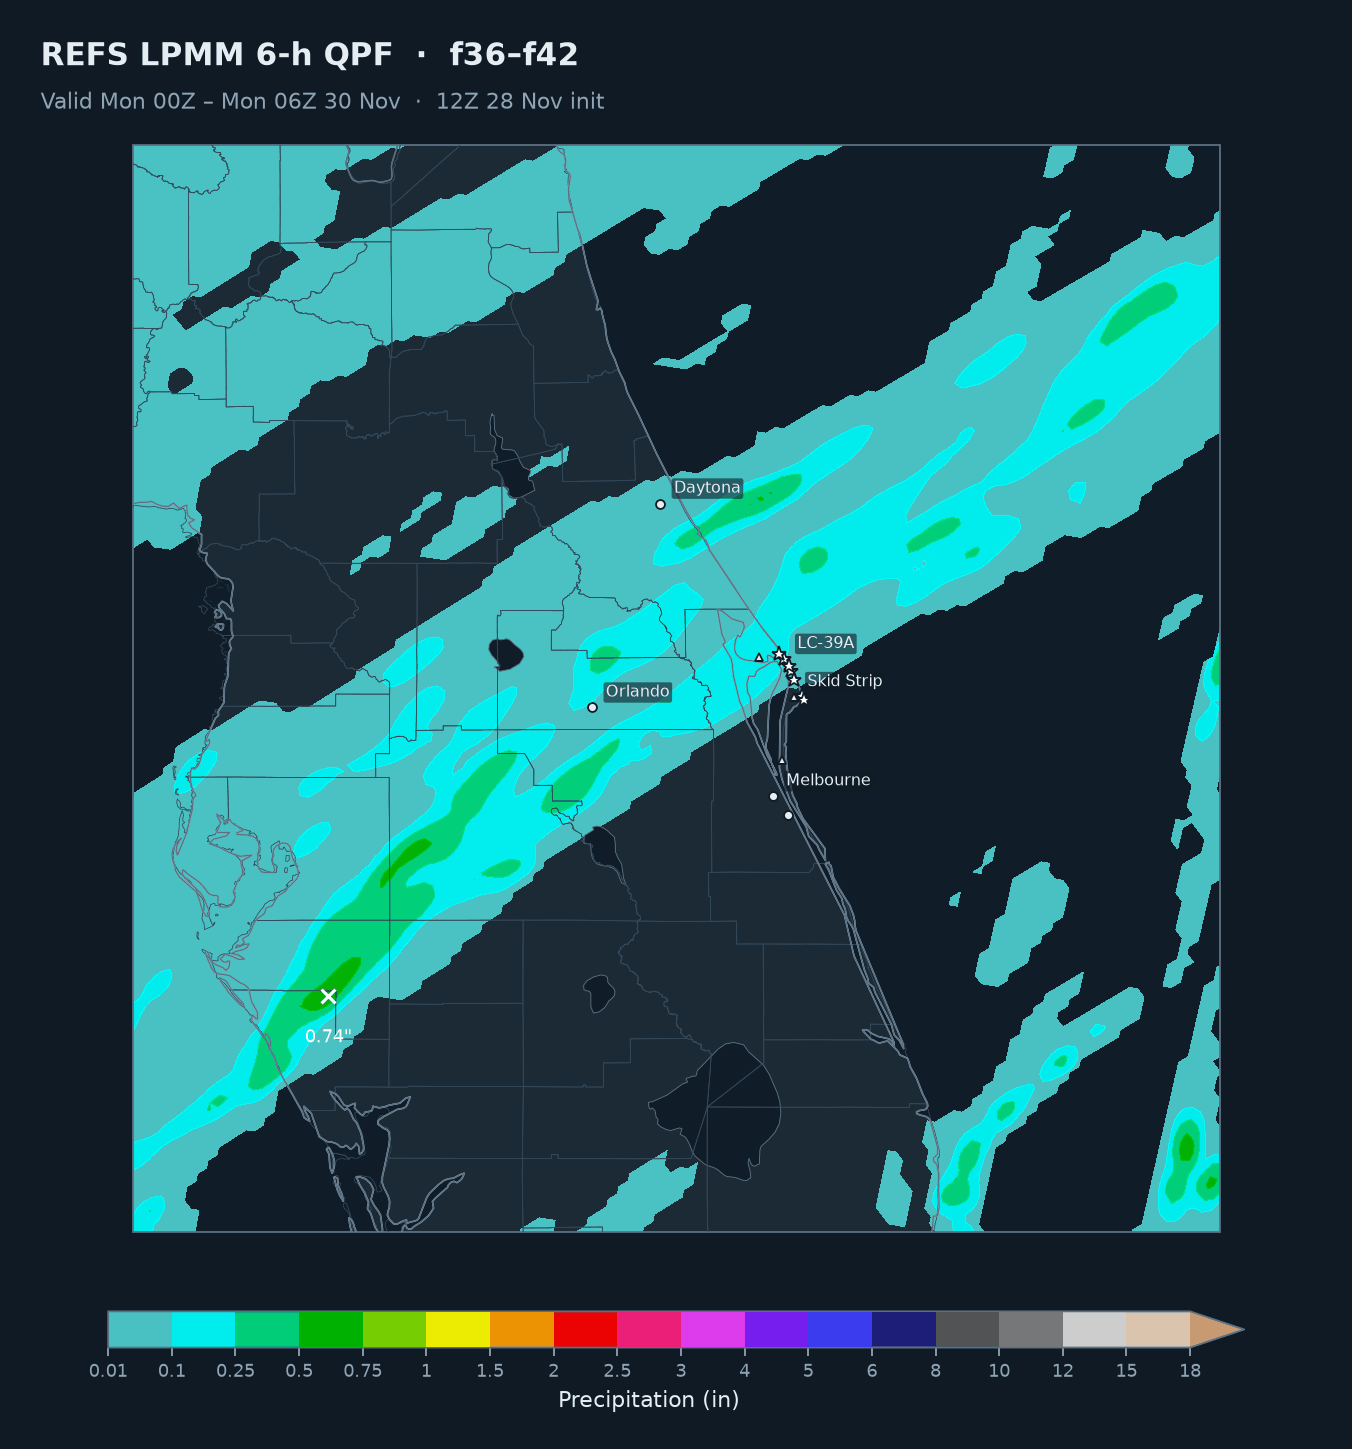 REFS LPMM 6-h QPF · f36–f42
Valid Mon 00Z – Mon 06Z 30 Nov · 12Z 28 Nov init
Daytona
LC-39A
Skid Strip
Orlando
Melbourne
0.74"
0.01 0.1 0.25 0.5 0.75 1 1.5 2 2.5 3 4 5 6 8 10 12 15 18
Precipitation (in)